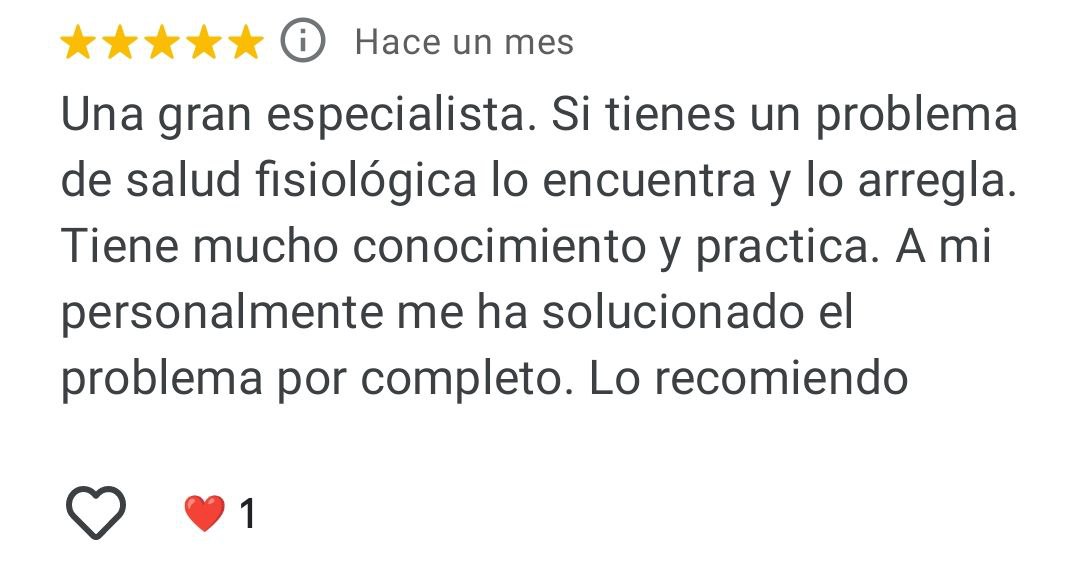 Hace un mes
Una gran especialista. Si tienes un problema
de salud fisiológica lo encuentra y lo arregla.
Tiene mucho conocimiento y practica. A mi
personalmente me ha solucionado el
problema por completo. Lo recomiendo
1